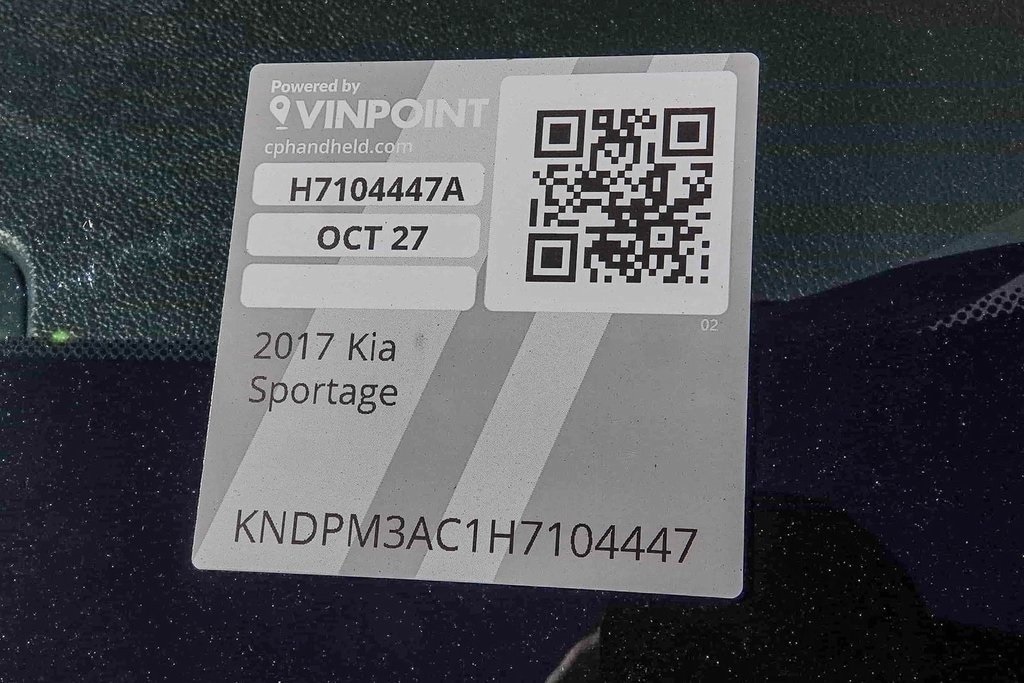 Powered by
VINPOINT
cphandheld.com
H7104447A
OCT 27
02
2017 Kia
Sportage
KNDPM3AC1H7104447